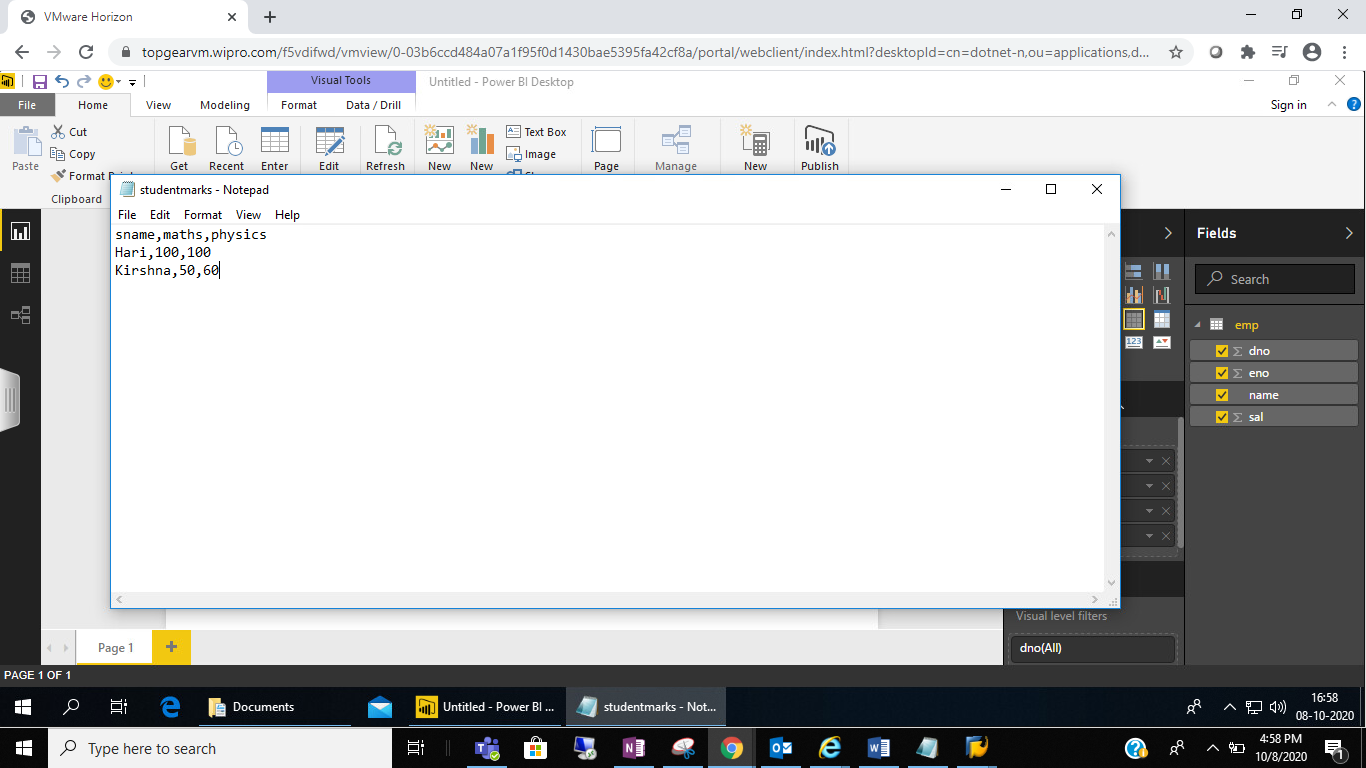 VMware Horizon
topgearvm.wipro.com/f5vdifwd/vmview/0-03b6ccd484a07a1f95f0d1430bae5395fa42cf8a/portal/webclient/index.html?desktopId=cn=dotnet-n,ou=applications,d...
Visual Tools
Untitled - Power BI Desktop
File Home View Modeling Format Data / Drill Sign in
Paste
Cut
Copy
Format
Clipboard
Get Recent Enter Edit Refresh New New
Text Box
Image
Page Manage New Publish
studentmarks - Notepad
File Edit Format View Help
sname,maths,physics
Hari,100,100
Kirshna,50,60
Fields
Search
emp
dno
eno
name
sal
123
Visual level filters
dno(All)
Page 1
PAGE 1 OF 1
Documents
Untitled - Power BI ...
studentmarks - Not...
16:58
08-10-2020
Type here to search
4:58 PM
10/8/2020
1